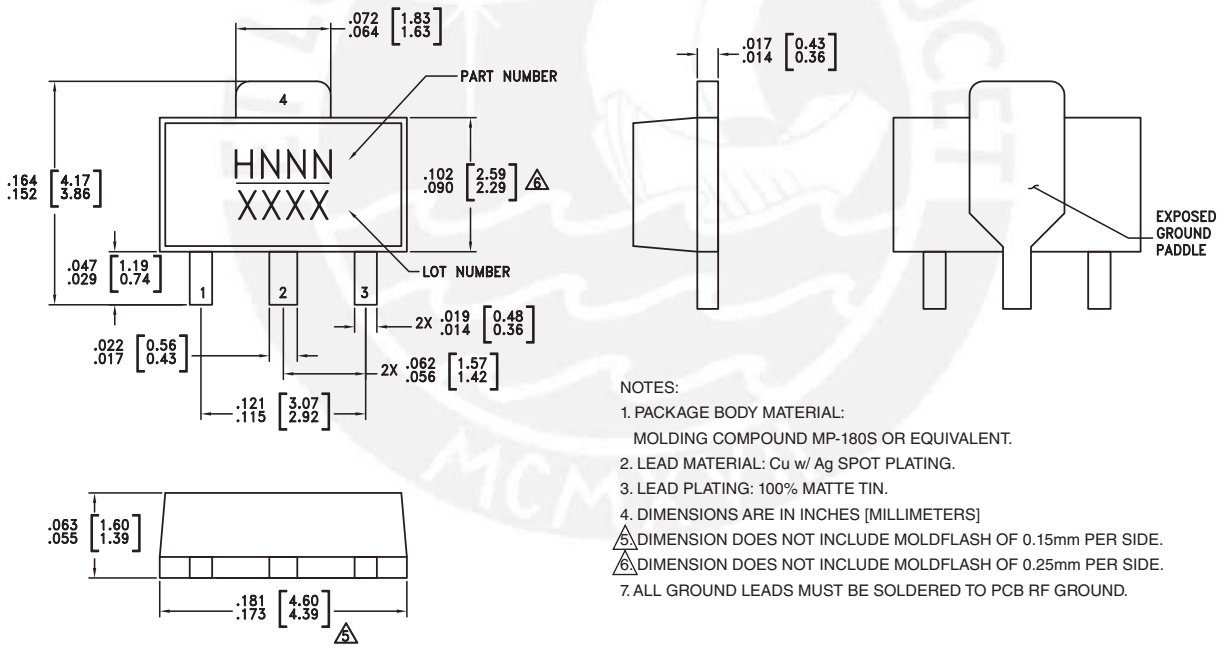 .072 [1.83]
.064 [1.63]
PART NUMBER
4
HNNN
XXXX
.164 [4.17]
.152 [3.86]
.102 [2.59]
.090 [2.29] 6
.047 [1.19]
.029 [0.74]
LOT NUMBER
1
2
3
2X .019 [0.48]
.014 [0.36]
.022 [0.56]
.017 [0.43]
2X .062 [1.57]
.056 [1.42]
.121 [3.07]
.115 [2.92]
.017 [0.43]
.014 [0.36]
EXPOSED
GROUND
PADDLE
.063 [1.60]
.055 [1.39]
.181 [4.60]
.173 [4.39]
5
NOTES:
1. PACKAGE BODY MATERIAL:
MOLDING COMPOUND MP-180S OR EQUIVALENT.
2. LEAD MATERIAL: Cu w/ Ag SPOT PLATING.
3. LEAD PLATING: 100% MATTE TIN.
4. DIMENSIONS ARE IN INCHES [MILLIMETERS]
5. DIMENSION DOES NOT INCLUDE MOLDFLASH OF 0.15mm PER SIDE.
6. DIMENSION DOES NOT INCLUDE MOLDFLASH OF 0.25mm PER SIDE.
7. ALL GROUND LEADS MUST BE SOLDERED TO PCB RF GROUND.